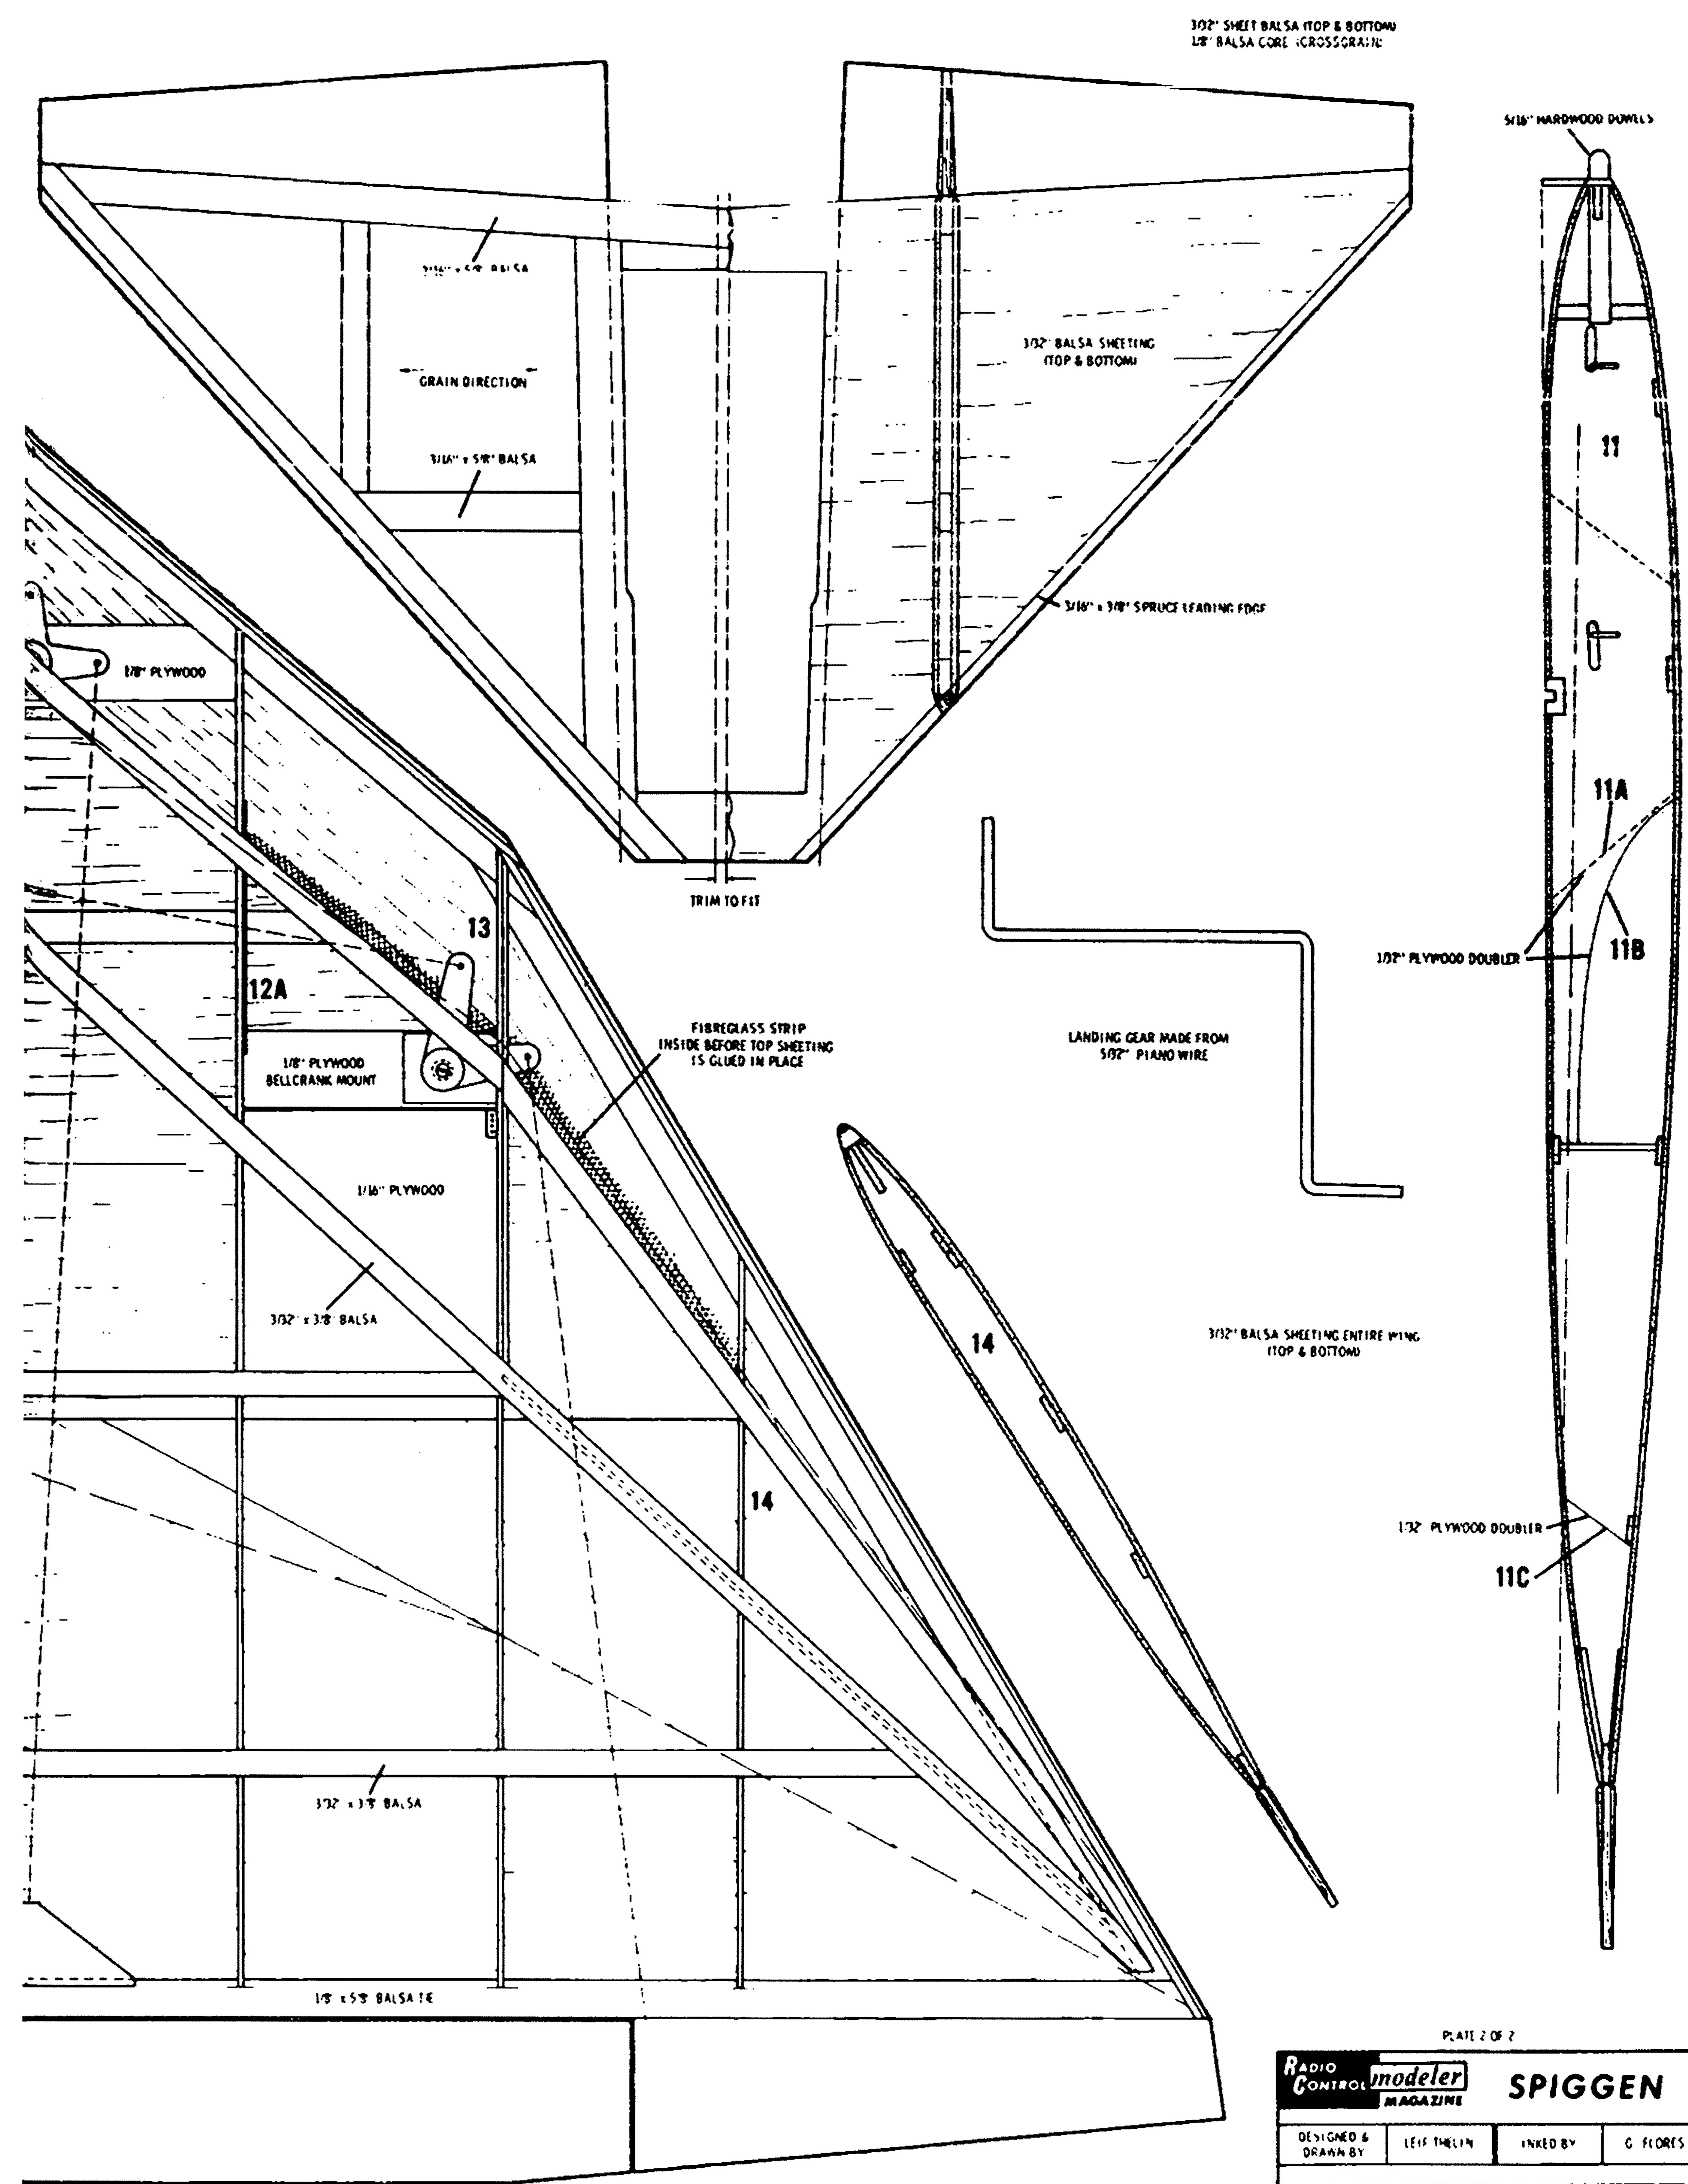 3/32" SHEET BALSA (TOP & BOTTOM)
1/8" BALSA CORE (CROSSGRAIN)
5/16" HARDWOOD DOWELS
3/16" x 5/8" BALSA
3/32" BALSA SHEETING
(TOP & BOTTOM)
GRAIN DIRECTION
11
3/16" x 5/8" BALSA
3/16" x 3/8" SPRUCE LEADING EDGE
1/8" PLYWOOD
11A
TRIM TO FIT
13
1/32" PLYWOOD DOUBLER
11B
12A
FIBREGLASS STRIP
INSIDE BEFORE TOP SHEETING
IS GLUED IN PLACE
LANDING GEAR MADE FROM
5/32" PIANO WIRE
1/8" PLYWOOD
BELLCRANK MOUNT
1/16" PLYWOOD
3/32" x 3/8" BALSA
14
3/32" BALSA SHEETING ENTIRE WING
(TOP & BOTTOM)
14
1/32" PLYWOOD DOUBLER
11C
3/32" x 3/8" BALSA
1/8" x 5/8" BALSA T.E
PLATE 2 OF 2
RADIO
CONTROL modeler
MAGAZINE
SPIGGEN
DESIGNED &
DRAWN BY
LEIF THELIN
INKED BY
G. FLORES